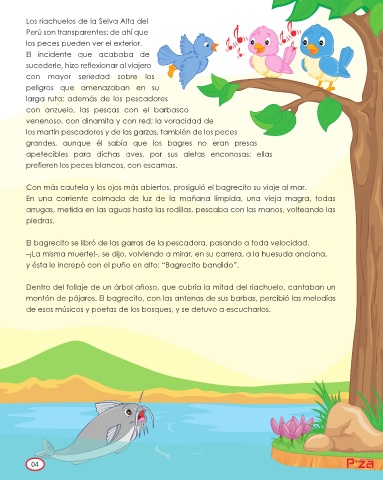 Los riachuelos de la Selva Alta del
Perú son transparentes; de ahí que
los peces pueden ver el exterior.
El incidente que acababa de
sucederle, hizo reflexionar al viajero
con mayor seriedad sobre los
peligros que amenazaban en su
larga ruta; además de los pescadores
con anzuelo, las pescas con el barbasco
venenoso, con dinamita y con red; la voracidad de
los martín pescadores y de las garzas, también de los peces
grandes, aunque él sabía que los bagres no eran presas
apetecibles para dichas aves, por sus aletas enconosas; ellas
prefieren los peces blancos, con escamas.
Con más cautela y los ojos más abiertos, prosiguió el bagrecito su viaje al mar.
En una corriente colmada de luz de la mañana límpida, una vieja magra, todas
arrugas, metida en las aguas hasta las rodillas, pescaba con las manos, volteando las
piedras.
El bagrecito se libró de las garras de la pescadora, pasando a toda velocidad.
–¡La misma muerte!-, se dijo, volviendo a mirar, en su carrera, a la huesuda anciana,
y ésta le increpó con el puño en alto: “Bagrecito bandido”.
Dentro del follaje de un árbol añoso, que cubría la mitad del riachuelo, cantaban un
montón de pájaros. El bagrecito, con las antenas de sus barbas, percibió las melodías
de esos músicos y poetas de los bosques, y se detuvo a escucharlos.
04